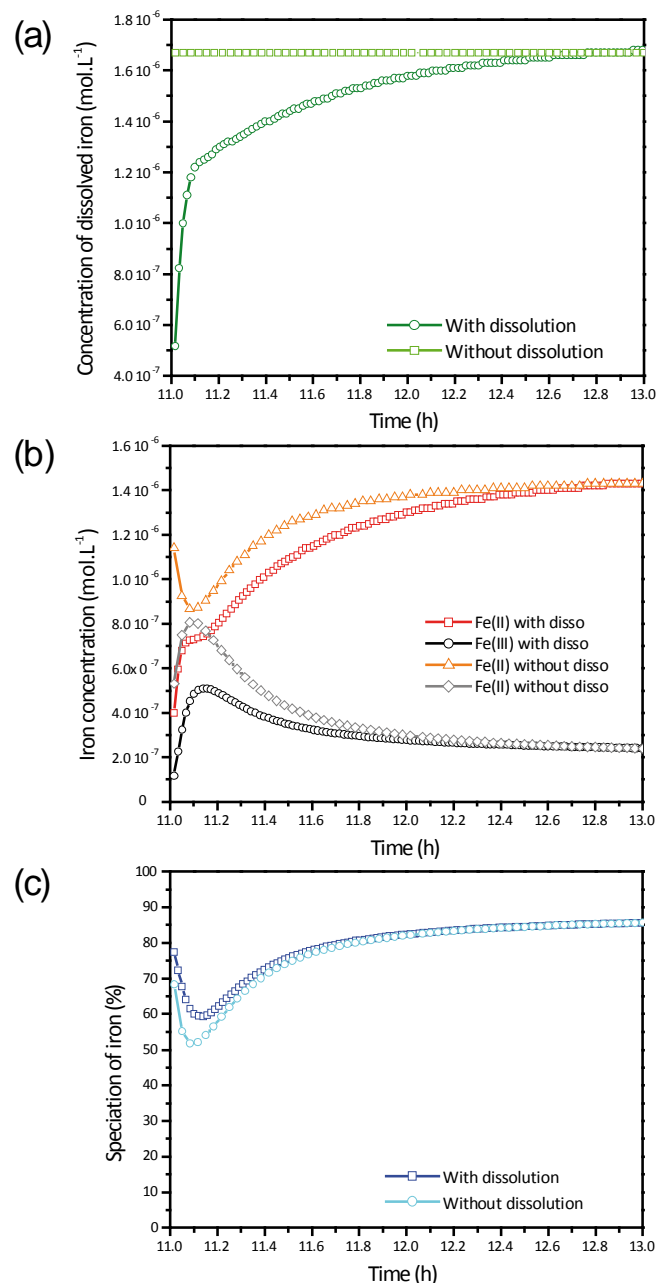 (a)
Concentration of dissolved iron (mol.L⁻¹)
1.8 10⁻⁶
1.6 10⁻⁶
1.4 10⁻⁶
1.2 10⁻⁶
1.0 10⁻⁶
8.0 10⁻⁷
6.0 10⁻⁷
4.0 10⁻⁷
With dissolution
Without dissolution
11.0 11.2 11.4 11.6 11.8 12.0 12.2 12.4 12.6 12.8 13.0
Time (h)
(b)
Iron concentration (mol.L⁻¹)
1.6 10⁻⁶
1.4 10⁻⁶
1.2 10⁻⁶
1.0 10⁻⁶
8.0 10⁻⁷
6.0x 0⁻⁷
4.0 10⁻⁷
2.0 10⁻⁷
0
Fe(II) with disso
Fe(III) with disso
Fe(II) without disso
Fe(II) without disso
11.0 11.2 11.4 11.6 11.8 12.0 12.2 12.4 12.6 12.8 13.0
Time (h)
(c)
Speciation of iron (%)
100
90
80
70
60
50
40
30
20
10
0
With dissolution
Without dissolution
11.0 11.2 11.4 11.6 11.8 12.0 12.2 12.4 12.6 12.8 13.0
Time (h)